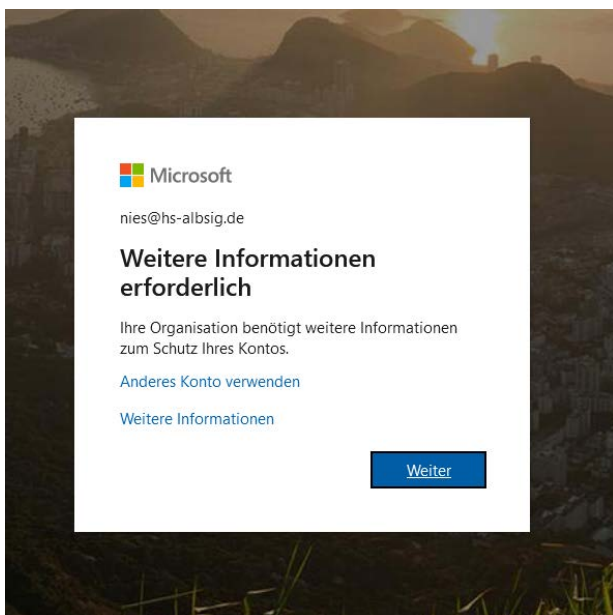 Microsoft
nies@hs-albsig.de
Weitere Informationen
erforderlich
Ihre Organisation benötigt weitere Informationen
zum Schutz Ihres Kontos.
Anderes Konto verwenden
Weitere Informationen
Weiter